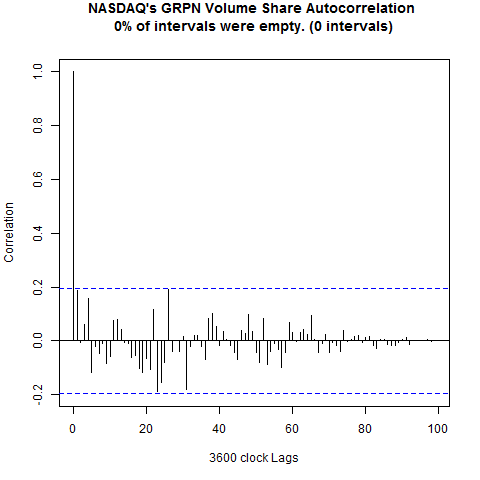 NASDAQ's GRPN Volume Share Autocorrelation
0% of intervals were empty. (0 intervals)
Correlation
1.0
0.8
0.6
0.4
0.2
0.0
-0.2
0 20 40 60 80 100
3600 clock Lags